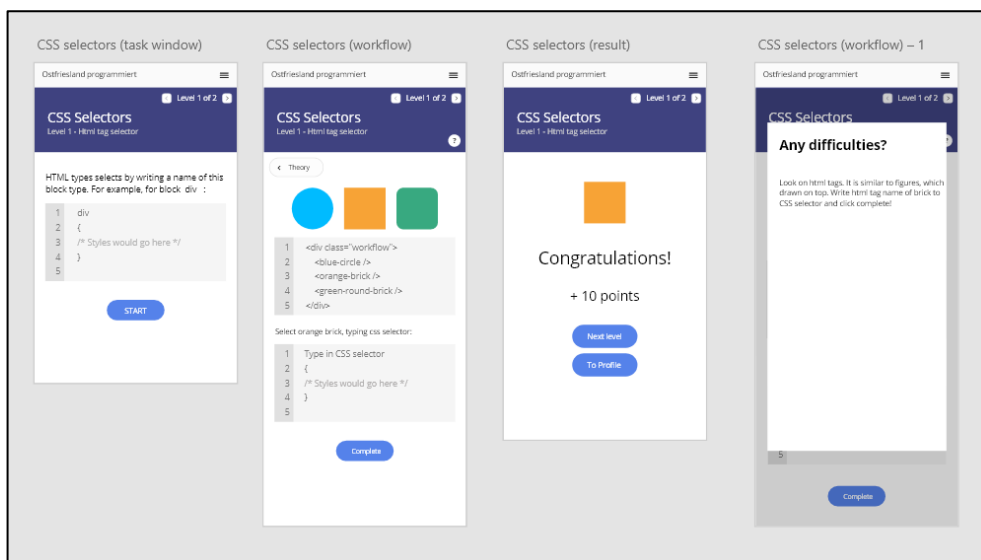 CSS selectors (task window)
Ostfriesland programmiert
Level 1 of 2
CSS Selectors
Level 1 - Html tag selector
HTML types selects by writing a name of this
block type. For example, for block div :
1 div
2 {
3 /* Styles would go here */
4 }
5
START
CSS selectors (workflow)
Ostfriesland programmiert
Level 1 of 2
CSS Selectors
Level 1 - Html tag selector
?
< Theory
1 <div class="workflow">
2 <blue-circle />
3 <orange-brick />
4 <green-round-brick />
5 </div>
Select orange brick, typing css selector:
1 Type in CSS selector
2 {
3 /* Styles would go here */
4 }
5
Complete
CSS selectors (result)
Ostfriesland programmiert
Level 1 of 2
CSS Selectors
Level 1 - Html tag selector
Congratulations!
+ 10 points
Next level
To Profile
CSS selectors (workflow) – 1
Ostfriesland programmiert
Level 1 of 2
CSS Selectors
Any difficulties?
Look on html tags. It is similar to figures, which
drawn on top. Write html tag name of brick to
CSS selector and click complete!
5
Complete